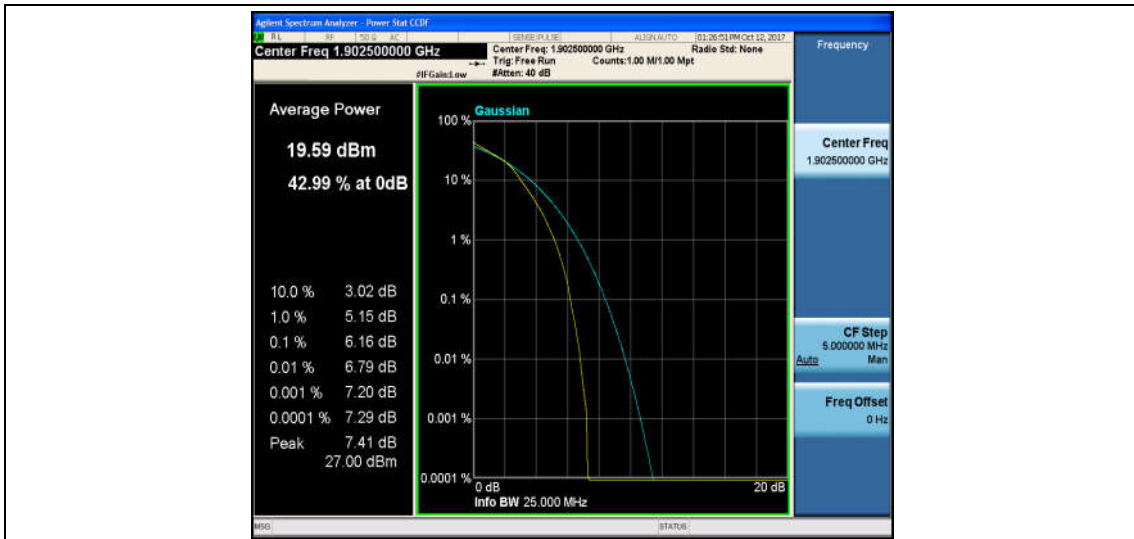 Agilent Spectrum Analyzer - Power Stat CCDF
RL RF 50 Ω AC SENSE:PULSE ALIGN AUTO 01:26:51 PM Oct 12, 2017
Center Freq 1.902500000 GHz
Center Freq: 1.902500000 GHz Radio Std: None
Trig: Free Run Counts:1.00 M/1.00 Mpt
#IFGain:Low #Atten: 40 dB
Frequency
Average Power
19.59 dBm
42.99 % at 0dB
10.0 % 3.02 dB
1.0 % 5.15 dB
0.1 % 6.16 dB
0.01 % 6.79 dB
0.001 % 7.20 dB
0.0001 % 7.29 dB
Peak 7.41 dB
27.00 dBm
Gaussian
100 %
10 %
1 %
0.1 %
0.01 %
0.001 %
0.0001 %
0 dB 20 dB
Info BW 25.000 MHz
Center Freq
1.902500000 GHz
CF Step
5.000000 MHz
Auto Man
Freq Offset
0 Hz
MSG STATUS